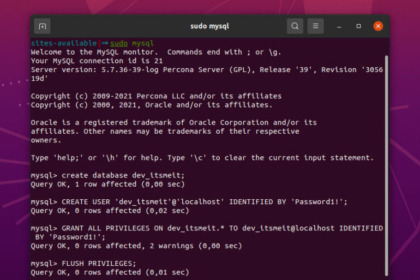 sudo mysql
sites-available sudo mysql
Welcome to the MySQL monitor.  Commands end with ; or \g.
Your MySQL connection id is 21
Server version: 5.7.36-39-log Percona Server (GPL), Release '39', Revision '3056
19d'
Copyright (c) 2009-2021 Percona LLC and/or its affiliates
Copyright (c) 2000, 2021, Oracle and/or its affiliates.
Oracle is a registered trademark of Oracle Corporation and/or its
affiliates. Other names may be trademarks of their respective
owners.
Type 'help;' or '\h' for help. Type '\c' to clear the current input statement.
mysql> create database dev_itsmeit;
Query OK, 1 row affected (0,00 sec)
mysql> CREATE USER 'dev_itsmeit'@'localhost' IDENTIFIED BY 'Password1!';
Query OK, 0 rows affected (0,02 sec)
mysql> GRANT ALL PRIVILEGES ON dev_itsmeit.* TO dev_itsmeit@localhost IDENTIFIED
BY 'Password1!';
Query OK, 0 rows affected, 2 warnings (0,00 sec)
mysql> FLUSH PRIVILEGES;
Query OK, 0 rows affected (0,01 sec)